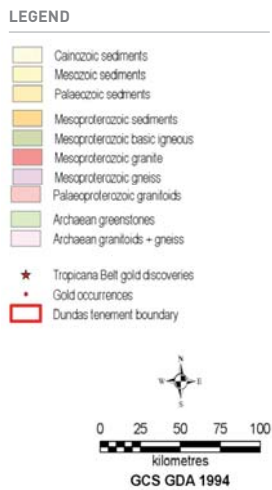 LEGEND
Cainozoic sediments
Mesozoic sediments
Palaeozoic sedments
Mesoproterozoic sediments
Mesoproterozoic basic igneous
Mesoproterozoic granite
Mesoproterozoic gneiss
Palaeoproterozoic granitoids
Archaean greenstones
Archaean granitoids + gneiss
Tropicana Belt gold discoveries
Gold occurrences
Dundas tenement boundary
N
W E
S
0 25 50 75 100
kilometres
GCS GDA 1994